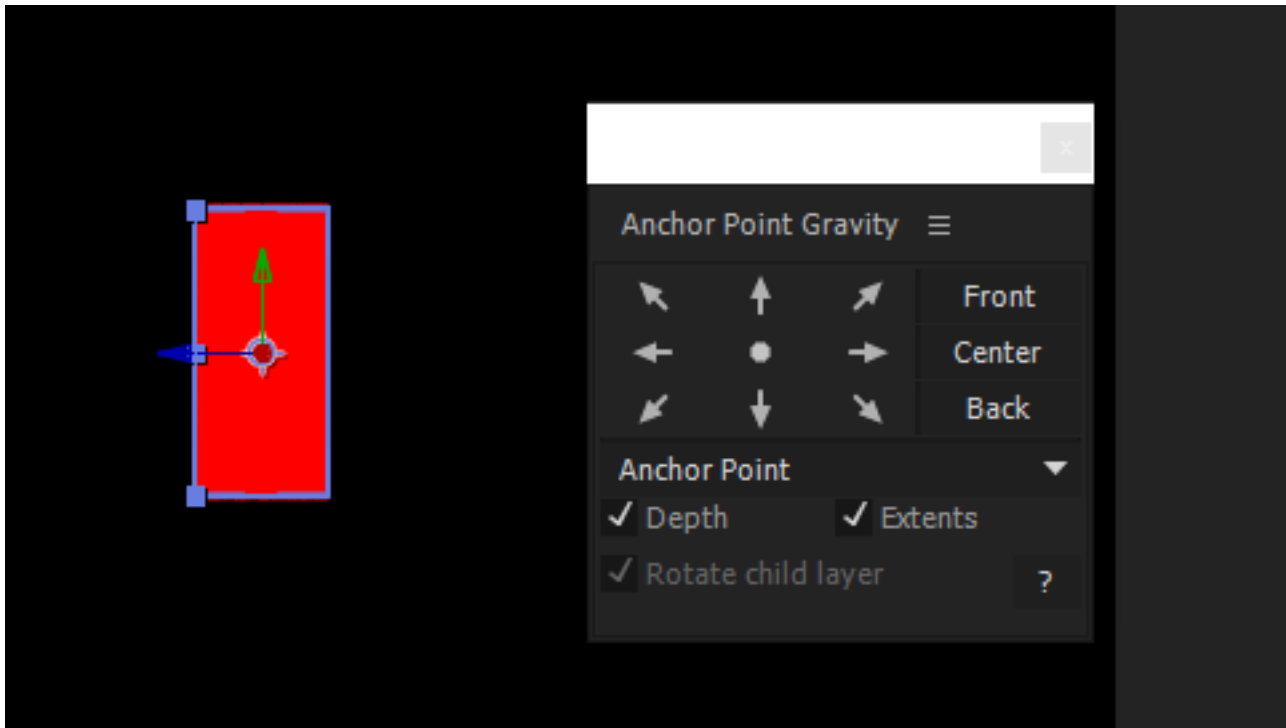 x
Anchor Point Gravity
Front
Center
Back
Anchor Point
Depth
Extents
Rotate child layer
?